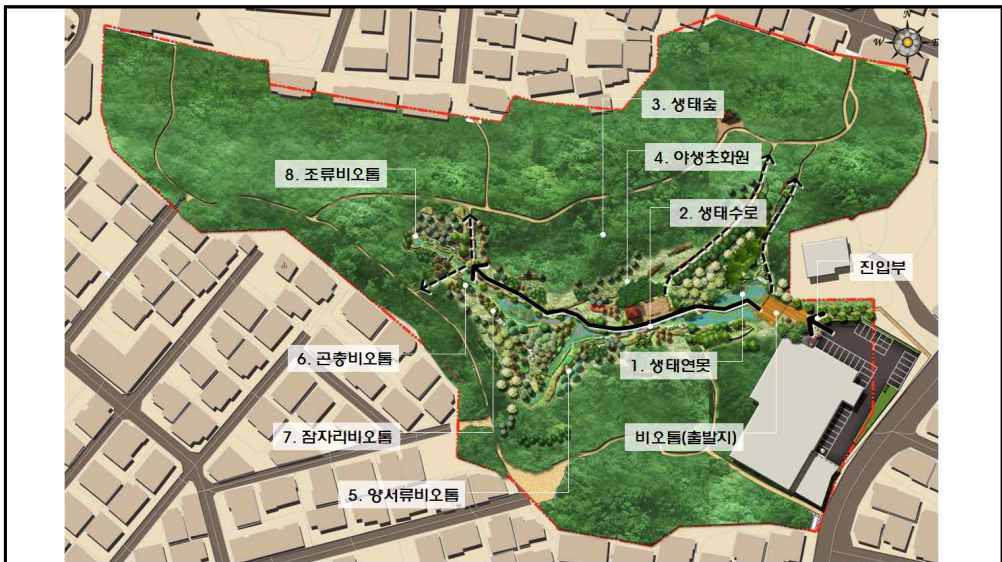 N
W
E
S
3. 생태숲
4. 야생초화원
8. 조류비오톱
2. 생태수로
진입부
6. 곤충비오톱
1. 생태연못
7. 잠자리비오톱
비오톱(출발지)
5. 양서류비오톱